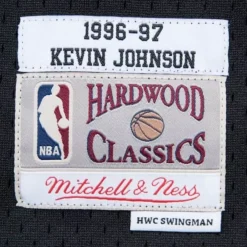 1996-97
KEVIN JOHNSON
HARDWOOD
NBA
CLASSICS
Mitchell & Ness
HWC SWINGMAN